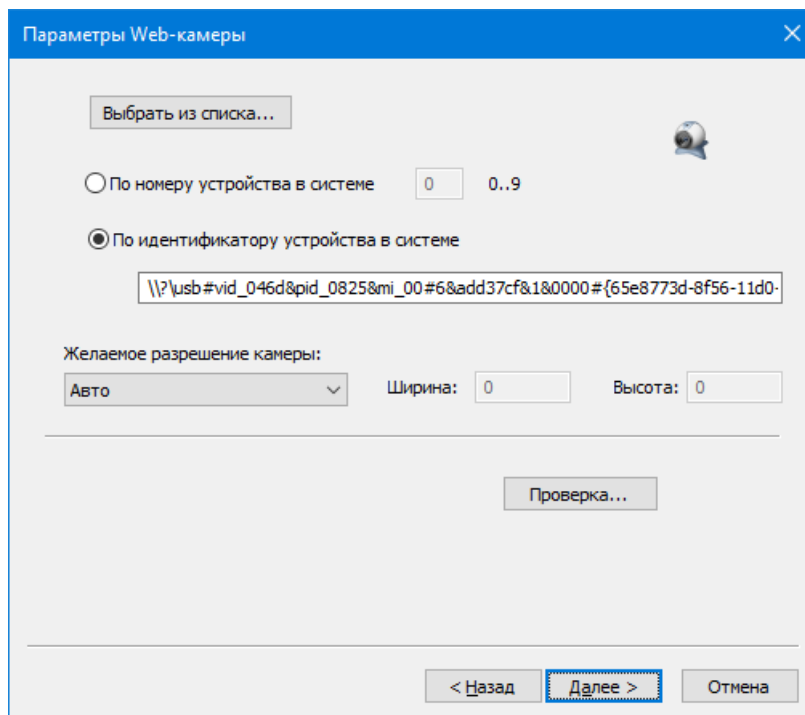 Параметры Web-камеры
Выбрать из списка...
По номеру устройства в системе 0 0..9
По идентификатору устройства в системе
\\?\usb#vid_046d&pid_0825&mi_00#6&add37cf&1&0000#{65e8773d-8f56-11d0-
Желаемое разрешение камеры:
Авто Ширина: 0 Высота: 0
Проверка...
< Назад Далее > Отмена